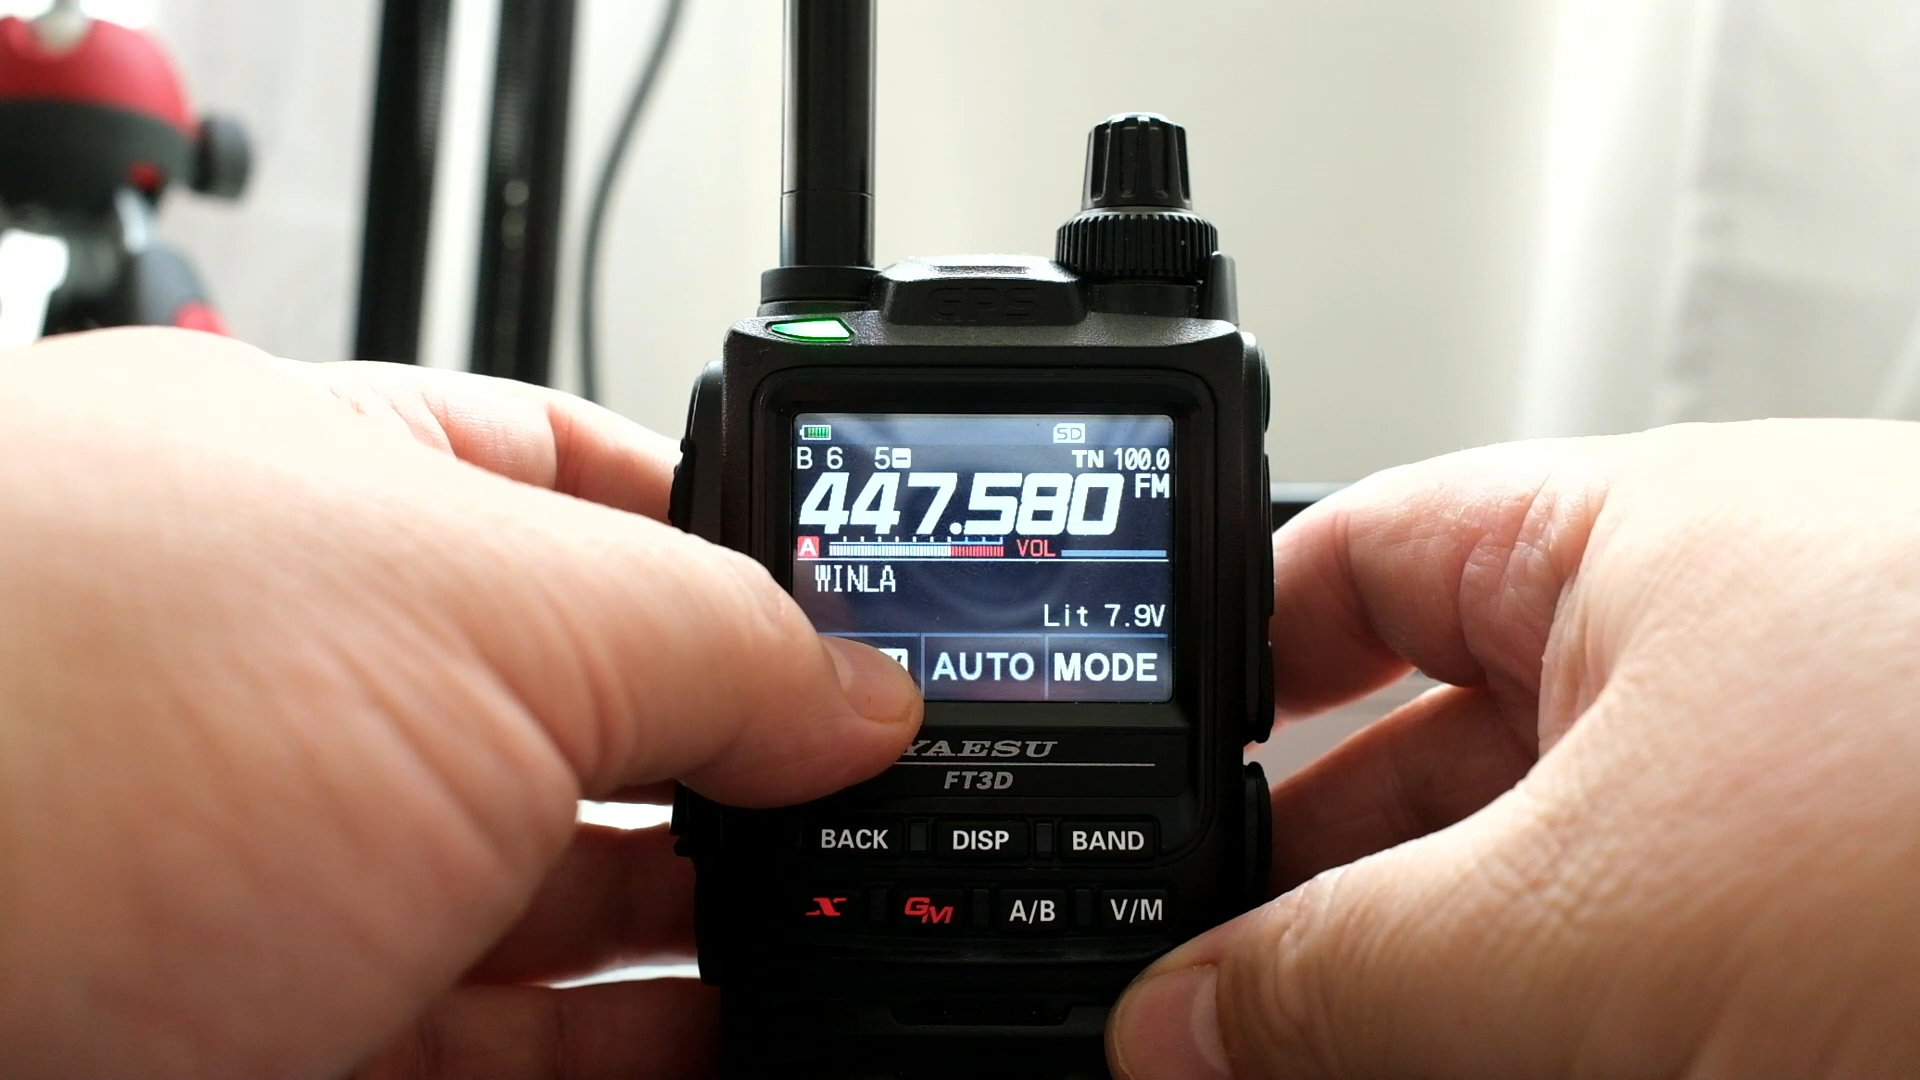 GPS
SD
B 6 5 TN 100.0
447.580 FM
A VOL
WINLA
Lit 7.9V
AUTO MODE
YAESU
FT3D
BACK DISP BAND
X GM A/B V/M